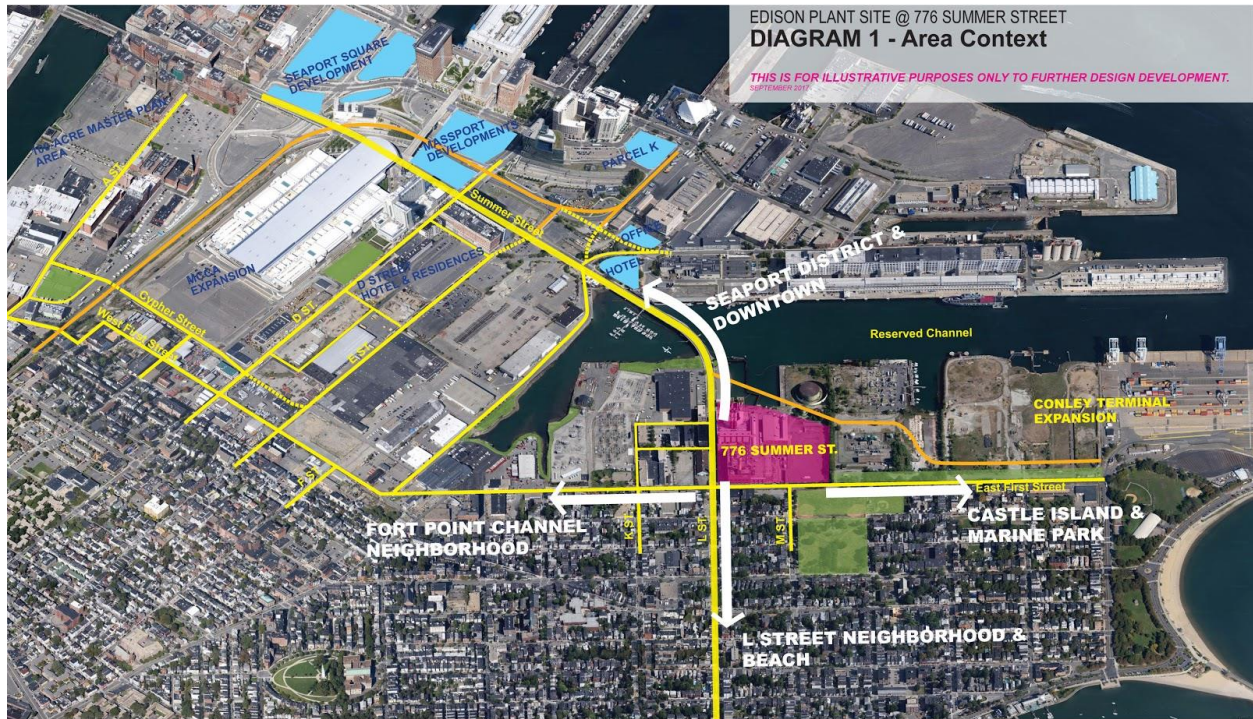 EDISON PLANT SITE @ 776 SUMMER STREET
DIAGRAM 1 - Area Context
THIS IS FOR ILLUSTRATIVE PURPOSES ONLY TO FURTHER DESIGN DEVELOPMENT.
SEPTEMBER 2017
SEAPORT SQUARE
DEVELOPMENT
100-ACRE MASTER PLAN
AREA
A ST.
MASSPORT
DEVELOPMENTS
PARCEL K
Summer Street
OFFICE
HOTEL
MCCA
EXPANSION
D STREET
HOTEL & RESIDENCES
SEAPORT DISTRICT &
DOWNTOWN
Cypher Street
West First Street
D ST
E ST.
F ST.
Reserved Channel
CONLEY TERMINAL
EXPANSION
776 SUMMER ST.
East First Street
FORT POINT CHANNEL
NEIGHBORHOOD
K ST.
L ST.
M ST.
CASTLE ISLAND &
MARINE PARK
L STREET NEIGHBORHOOD &
BEACH